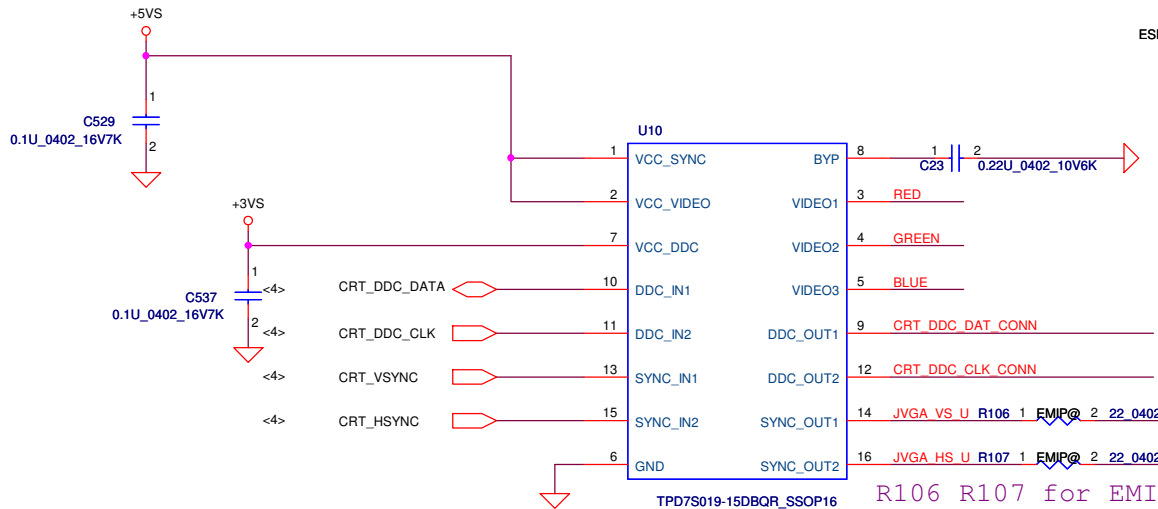 +5VS
ESI
1
C529
0.1U_0402_16V7K
2
U10
1 VCC_SYNC BYP 8 1 2
C23 0.22U_0402_10V6K
2 VCC_VIDEO VIDEO1 3 RED
+3VS
7 VCC_DDC VIDEO2 4 GREEN
1
C537
0.1U_0402_16V7K
2
<4> CRT_DDC_DATA 10 DDC_IN1 VIDEO3 5 BLUE
<4> CRT_DDC_CLK 11 DDC_IN2 DDC_OUT1 9 CRT_DDC_DAT_CONN
<4> CRT_VSYNC 13 SYNC_IN1 DDC_OUT2 12 CRT_DDC_CLK_CONN
<4> CRT_HSYNC 15 SYNC_IN2 SYNC_OUT1 14 JVGA_VS_U R106 1 EMIP@ 2 22_0402
6 GND SYNC_OUT2 16 JVGA_HS_U R107 1 EMIP@ 2 22_0402
TPD7S019-15DBQR_SSOP16
R106 R107 for EMI